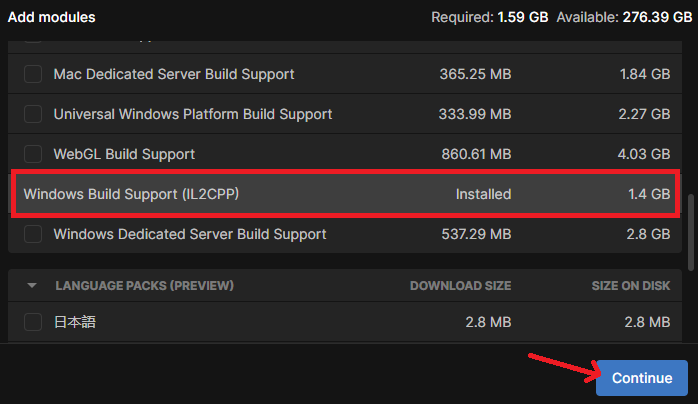 Add modules Required: 1.59 GB Available: 276.39 GB
Mac Dedicated Server Build Support 365.25 MB 1.84 GB
Universal Windows Platform Build Support 333.99 MB 2.27 GB
WebGL Build Support 860.61 MB 4.03 GB
Windows Build Support (IL2CPP) Installed 1.4 GB
Windows Dedicated Server Build Support 537.29 MB 2.8 GB
LANGUAGE PACKS (PREVIEW) DOWNLOAD SIZE SIZE ON DISK
日本語 2.8 MB 2.8 MB
Continue